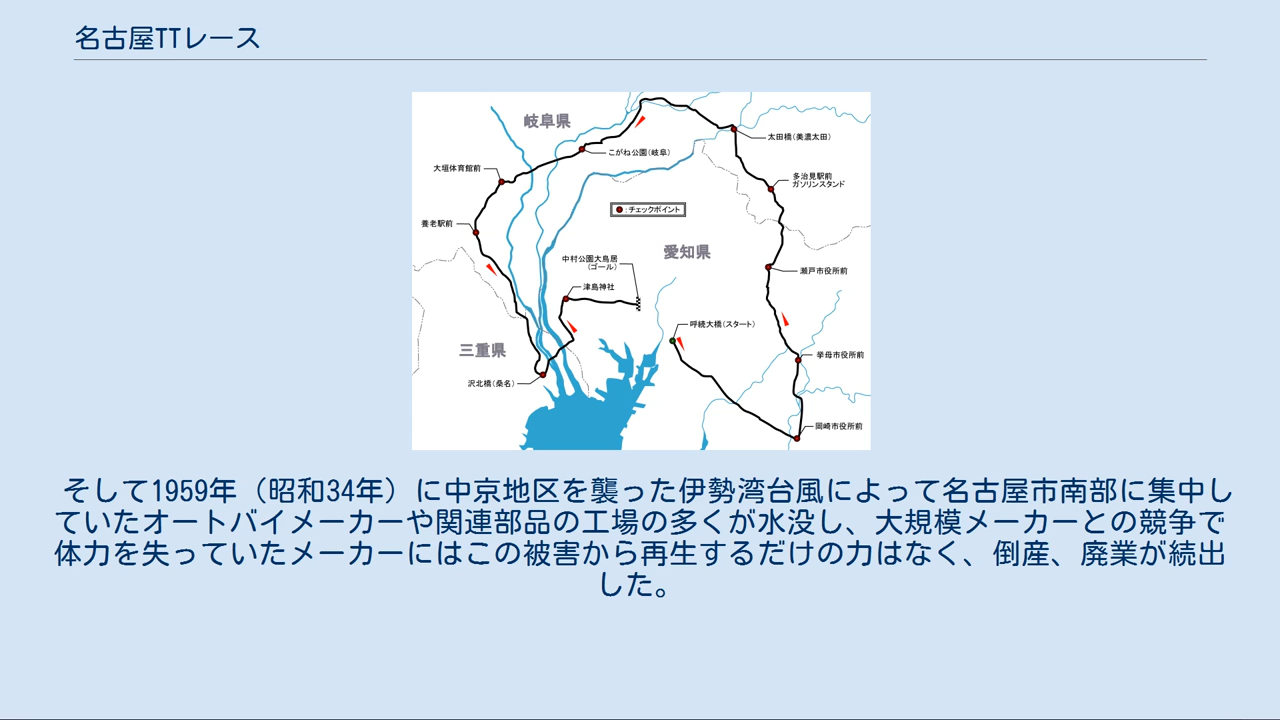 名古屋TTレース
岐阜県
太田橋(美濃太田)
こがね公園(岐阜)
大垣体育館前
多治見駅前
ガソリンスタンド
：チェックポイント
養老駅前
愛知県
中村公園大鳥居
(ゴール)
瀬戸市役所前
津島神社
呼続大橋(スタート)
三重県
挙母市役所前
沢北橋(桑名)
岡崎市役所前
そして1959年（昭和34年）に中京地区を襲った伊勢湾台風によって名古屋市南部に集中し
ていたオートバイメーカーや関連部品の工場の多くが水没し、大規模メーカーとの競争で
体力を失っていたメーカーにはこの被害から再生するだけの力はなく、倒産、廃業が続出
した。